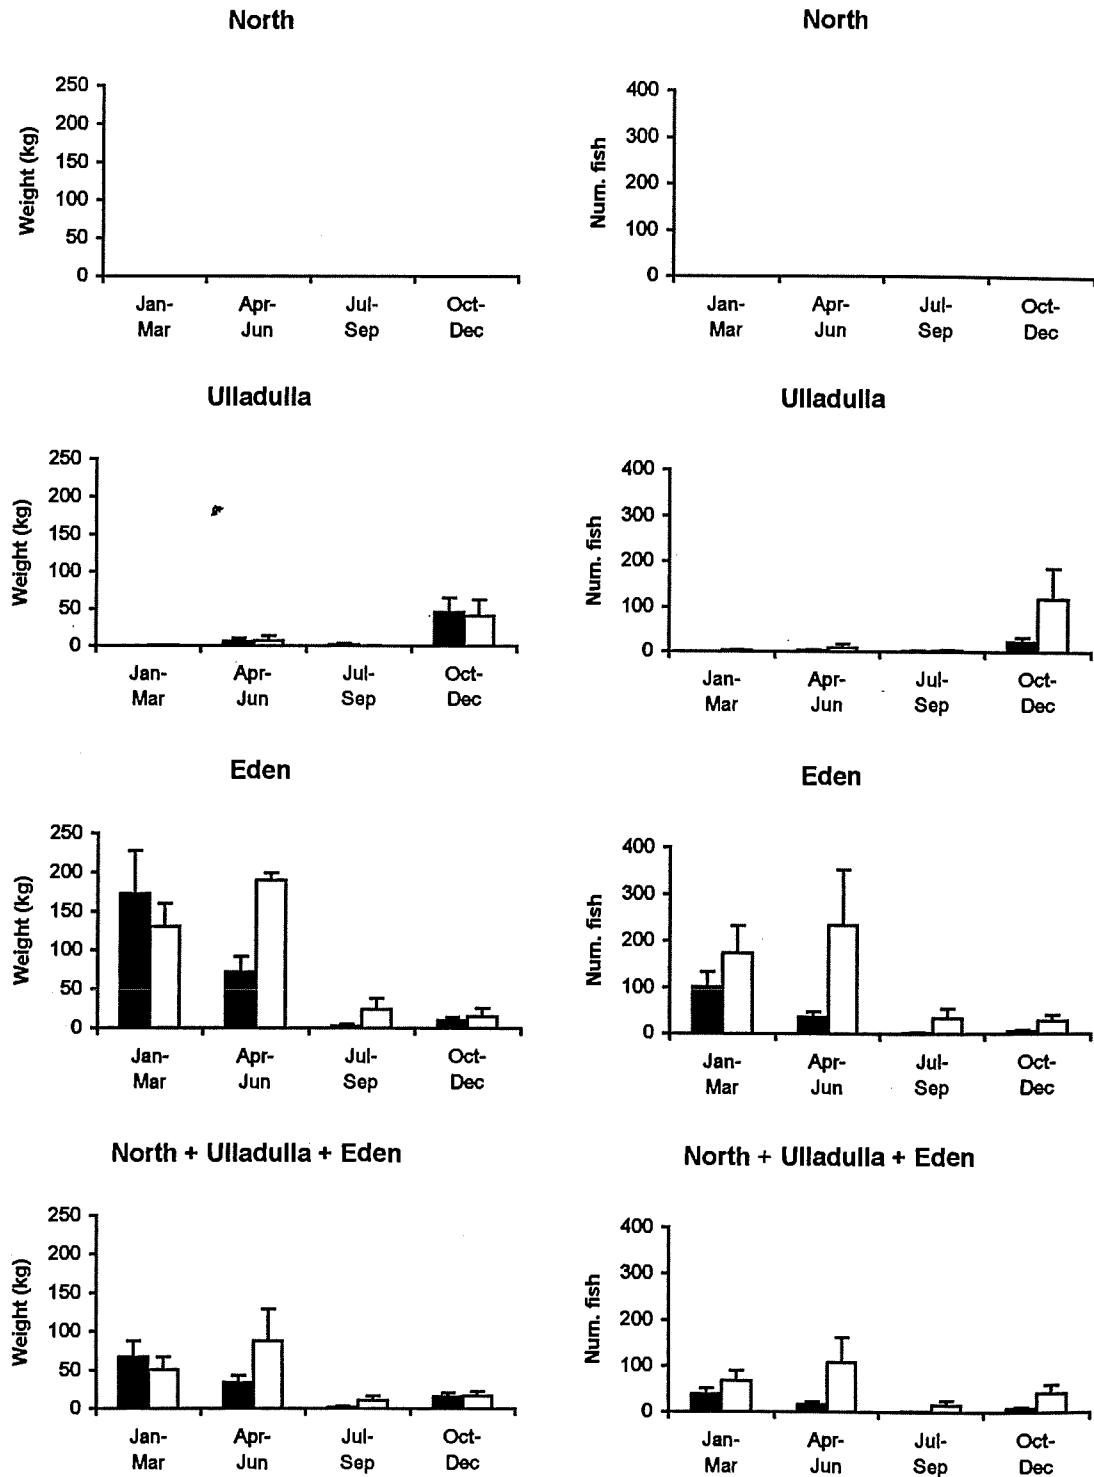 North
250
200
150
100
50
0
Weight (kg)
Jan-
Mar
Apr-
Jun
Jul-
Sep
Oct-
Dec
North
400
300
200
100
0
Num. fish
Jan-
Mar
Apr-
Jun
Jul-
Sep
Oct-
Dec
Ulladulla
250
200
150
100
50
0
Weight (kg)
Jan-
Mar
Apr-
Jun
Jul-
Sep
Oct-
Dec
Ulladulla
400
300
200
100
0
Num. fish
Jan-
Mar
Apr-
Jun
Jul-
Sep
Oct-
Dec
Eden
250
200
150
100
50
0
Weight (kg)
Jan-
Mar
Apr-
Jun
Jul-
Sep
Oct-
Dec
Eden
400
300
200
100
0
Num. fish
Jan-
Mar
Apr-
Jun
Jul-
Sep
Oct-
Dec
North + Ulladulla + Eden
250
200
150
100
50
0
Weight (kg)
Jan-
Mar
Apr-
Jun
Jul-
Sep
Oct-
Dec
North + Ulladulla + Eden
400
300
200
100
0
Num. fish
Jan-
Mar
Apr-
Jun
Jul-
Sep
Oct-
Dec